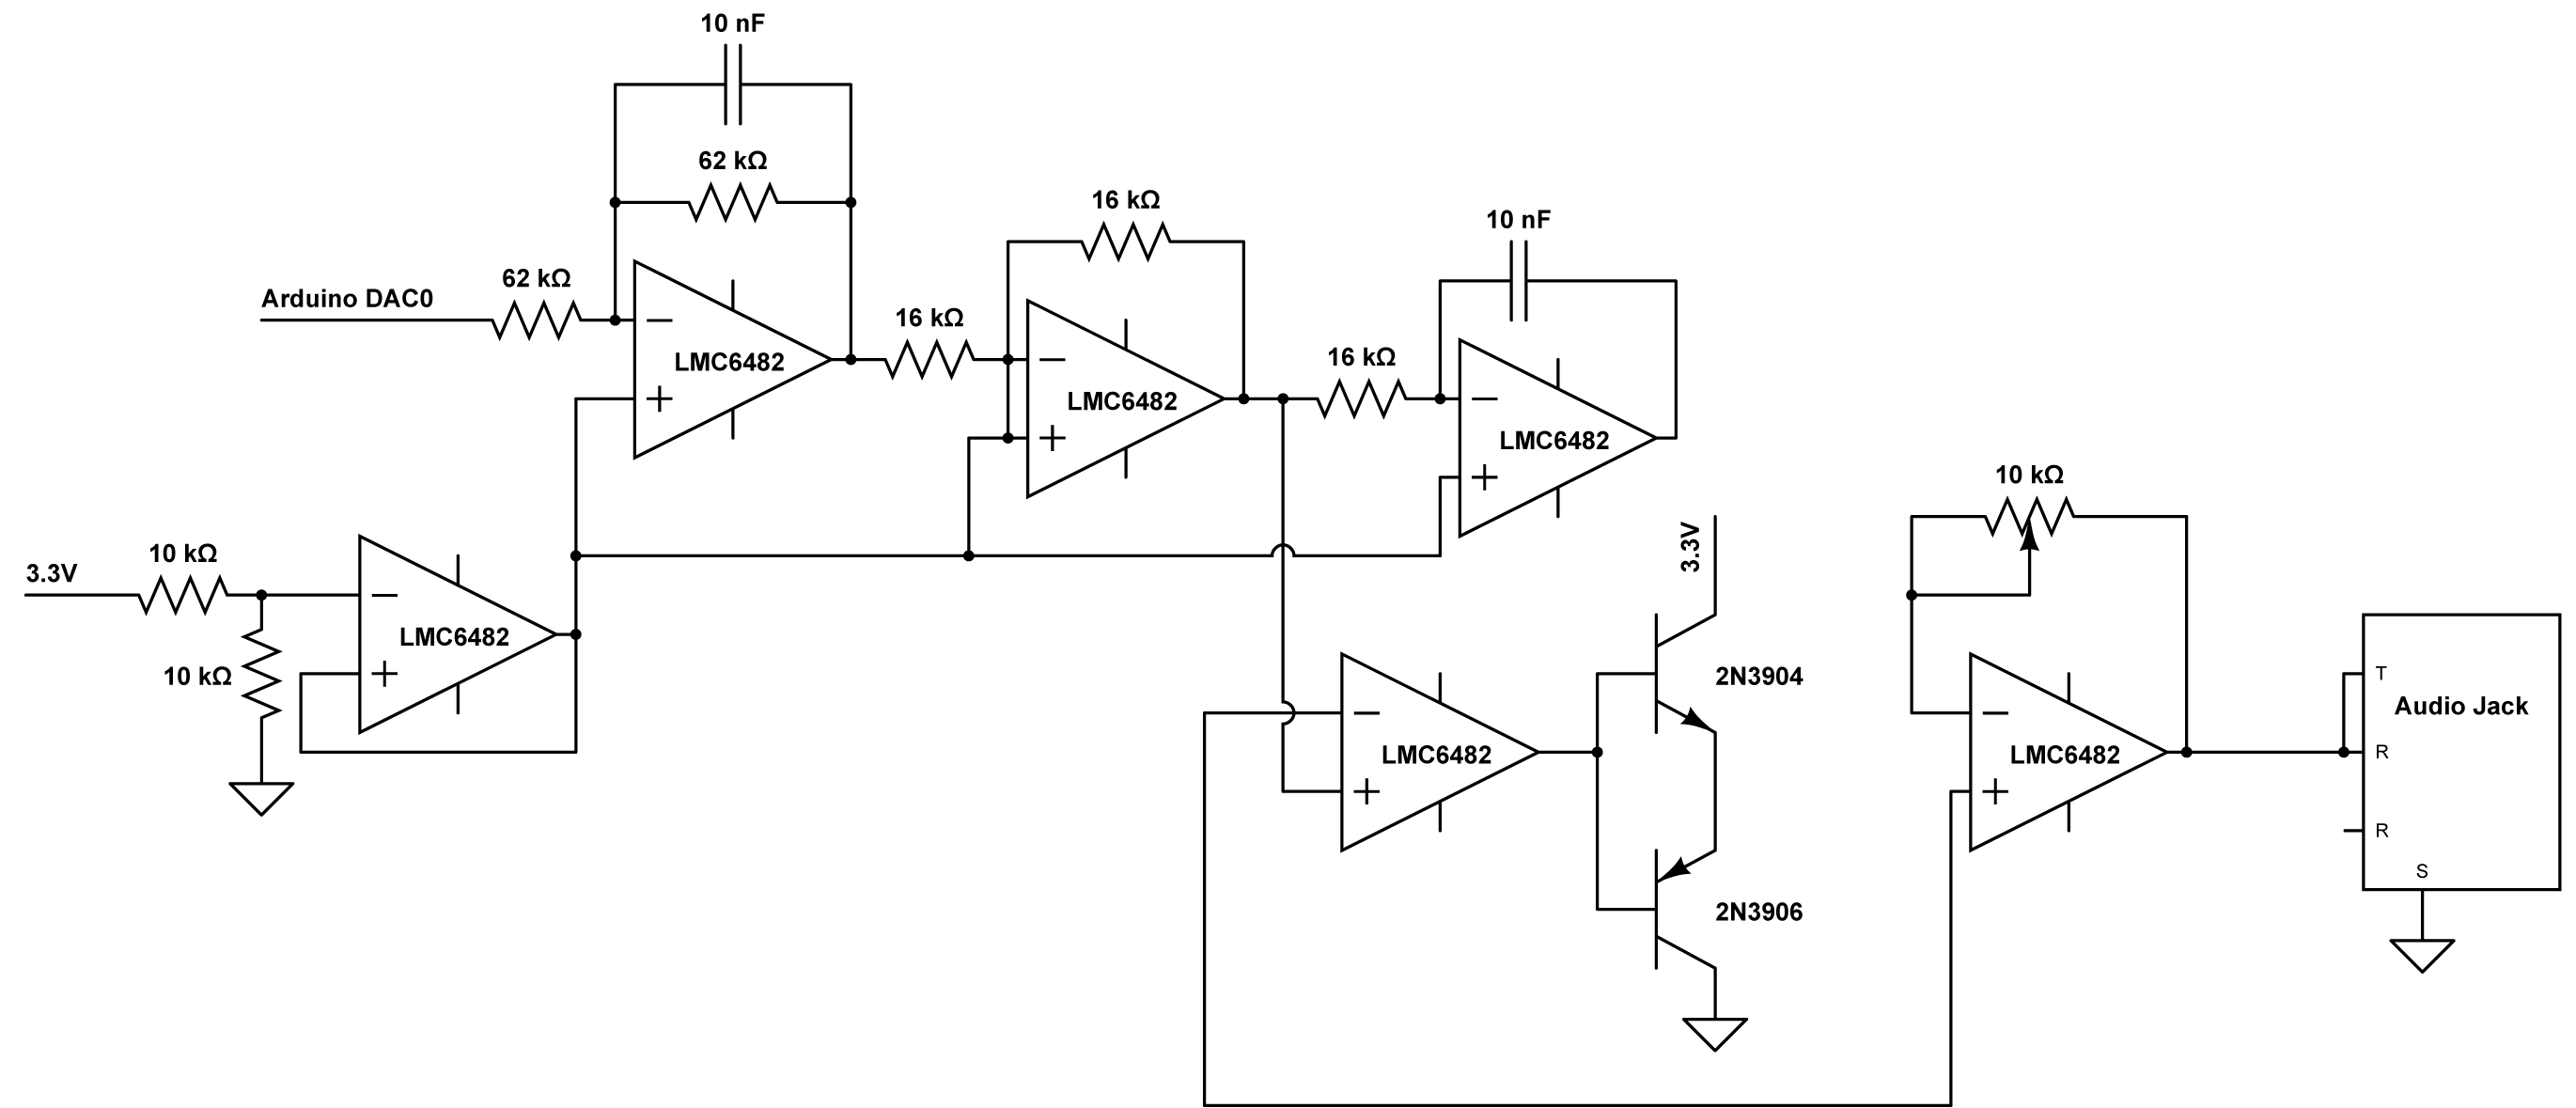 10 nF
62 kΩ
16 kΩ
10 nF
62 kΩ
Arduino DAC0
16 kΩ
16 kΩ
LMC6482
LMC6482
LMC6482
10 kΩ
3.3V
10 kΩ
3.3V
LMC6482
10 kΩ
2N3904
T
Audio Jack
LMC6482
LMC6482
R
R
S
2N3906